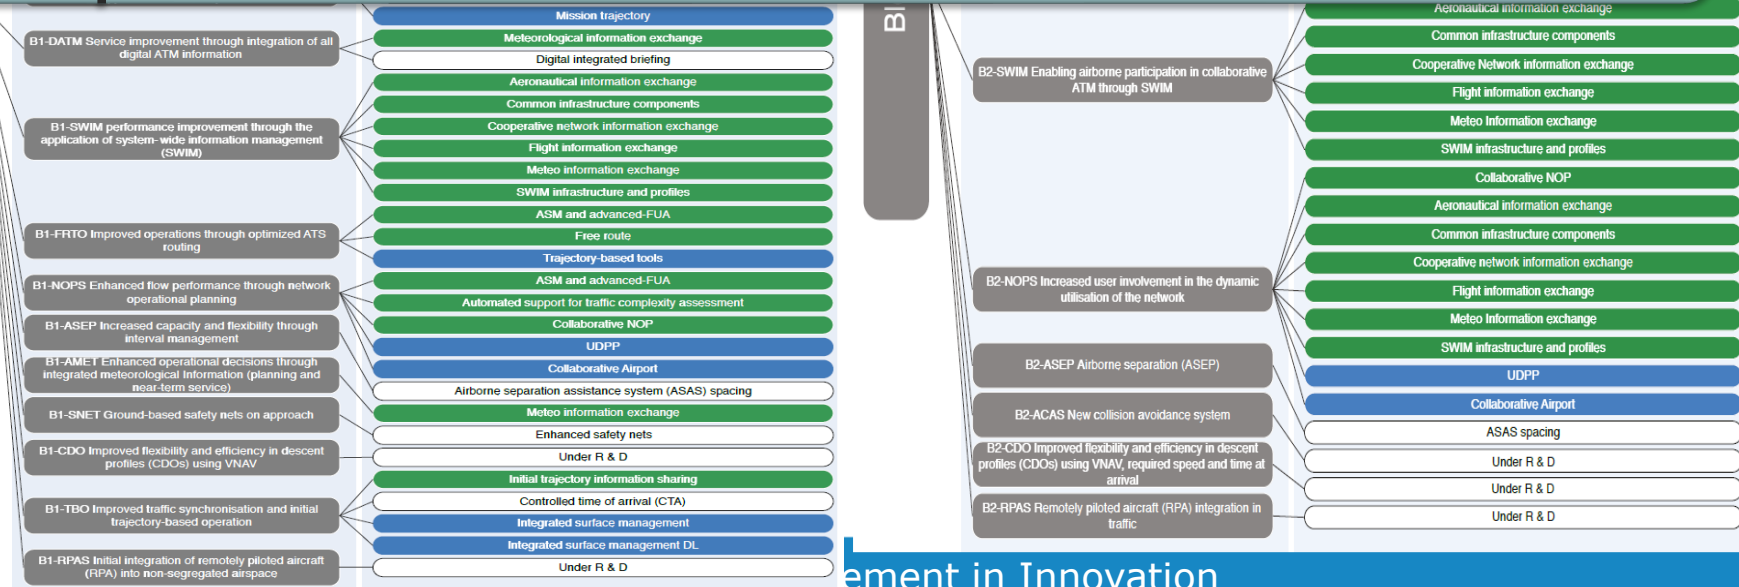 Mission trajectory
B1-DATM Service improvement through integration of all
digital ATM information
Meteorological information exchange
Digital integrated briefing
B1-SWIM performance improvement through the
application of system- wide information management
(SWIM)
Aeronautical information exchange
Common infrastructure components
Cooperative network information exchange
Flight information exchange
Meteo information exchange
SWIM infrastructure and profiles
B1-FRTO Improved operations through optimized ATS
routing
ASM and advanced-FUA
Free route
Trajectory-based tools
B1-NOPS Enhanced flow performance through network
operational planning
ASM and advanced-FUA
Automated support for traffic complexity assessment
Collaborative NOP
UDPP
Collaborative Airport
B1-ASEP Increased capacity and flexibility through
interval management
Airborne separation assistance system (ASAS) spacing
B1-AMET Enhanced operational decisions through
integrated meteorological Information (planning and
near-term service)
Meteo information exchange
B1-SNET Ground-based safety nets on approach
Enhanced safety nets
B1-CDO Improved flexibility and efficiency in descent
profiles (CDOs) using VNAV
Under R & D
B1-TBO Improved traffic synchronisation and initial
trajectory-based operation
Initial trajectory information sharing
Controlled time of arrival (CTA)
Integrated surface management
Integrated surface management DL
B1-RPAS Initial integration of remotely piloted aircraft
(RPA) into non-segregated airspace
Under R & D
Bl
B2-SWIM Enabling airborne participation in collaborative
ATM through SWIM
Aeronautical information exchange
Common infrastructure components
Cooperative Network information exchange
Flight information exchange
Meteo Information exchange
SWIM infrastructure and profiles
B2-NOPS Increased user involvement in the dynamic
utilisation of the network
Collaborative NOP
Aeronautical information exchange
Common infrastructure components
Cooperative network information exchange
Flight information exchange
Meteo Information exchange
SWIM infrastructure and profiles
UDPP
Collaborative Airport
B2-ASEP Airborne separation (ASEP)
ASAS spacing
B2-ACAS New collision avoidance system
Under R & D
B2-CDO Improved flexibility and efficiency in descent
profiles (CDOs) using VNAV, required speed and time at
arrival
Under R & D
B2-RPAS Remotely piloted aircraft (RPA) integration in
traffic
Under R & D
ement in Innovation